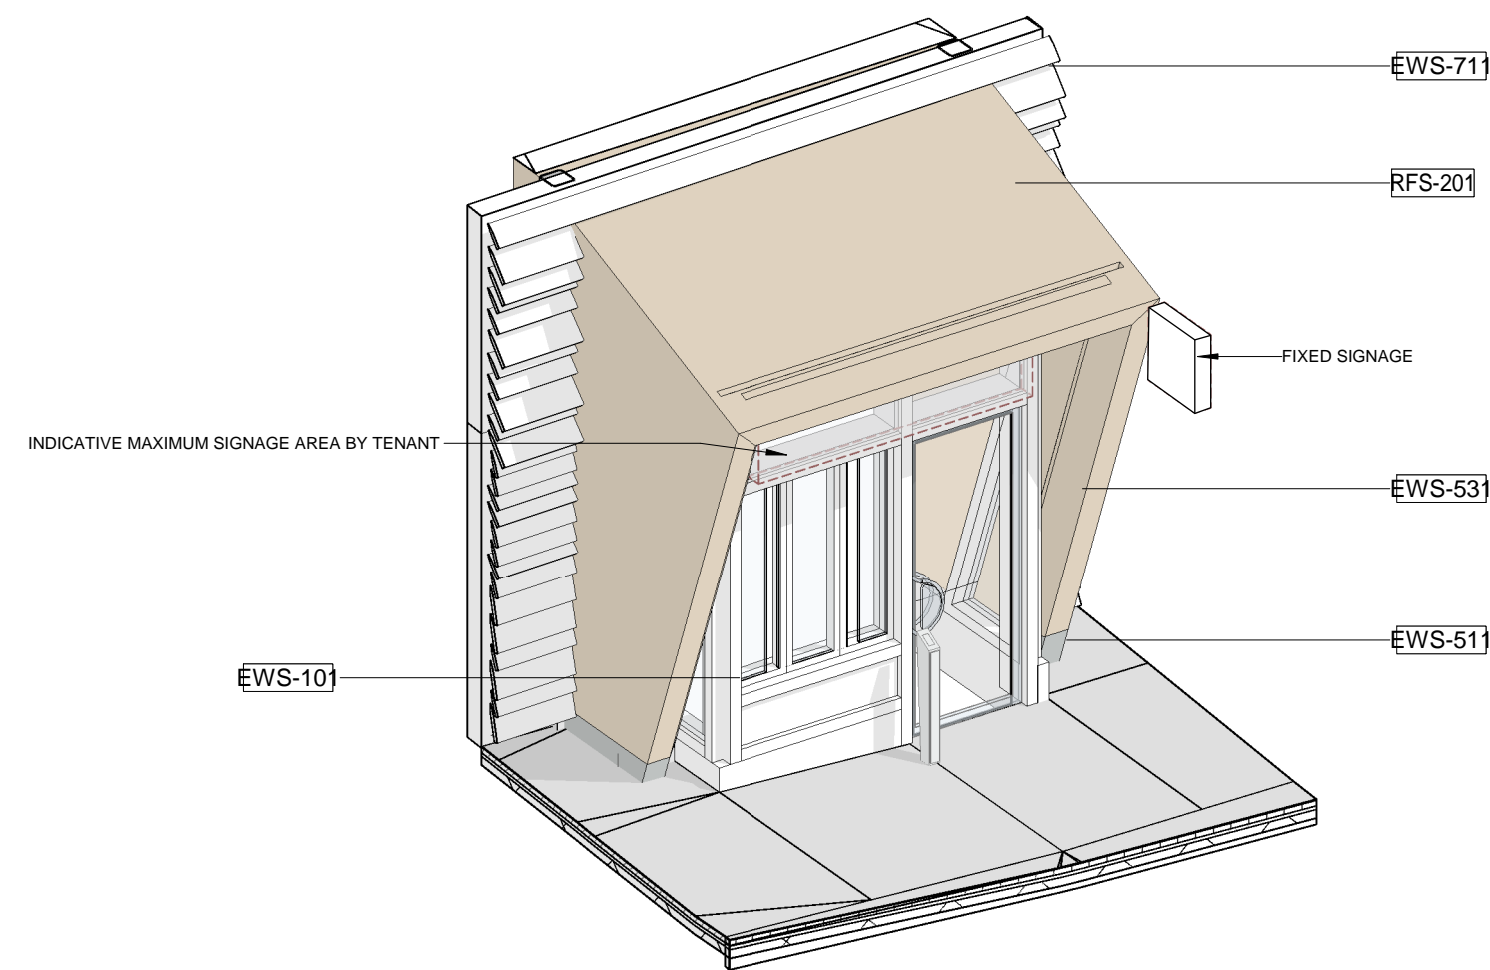 EWS-711
RFS-201
FIXED SIGNAGE
INDICATIVE MAXIMUM SIGNAGE AREA BY TENANT
EWS-531
EWS-511
EWS-101